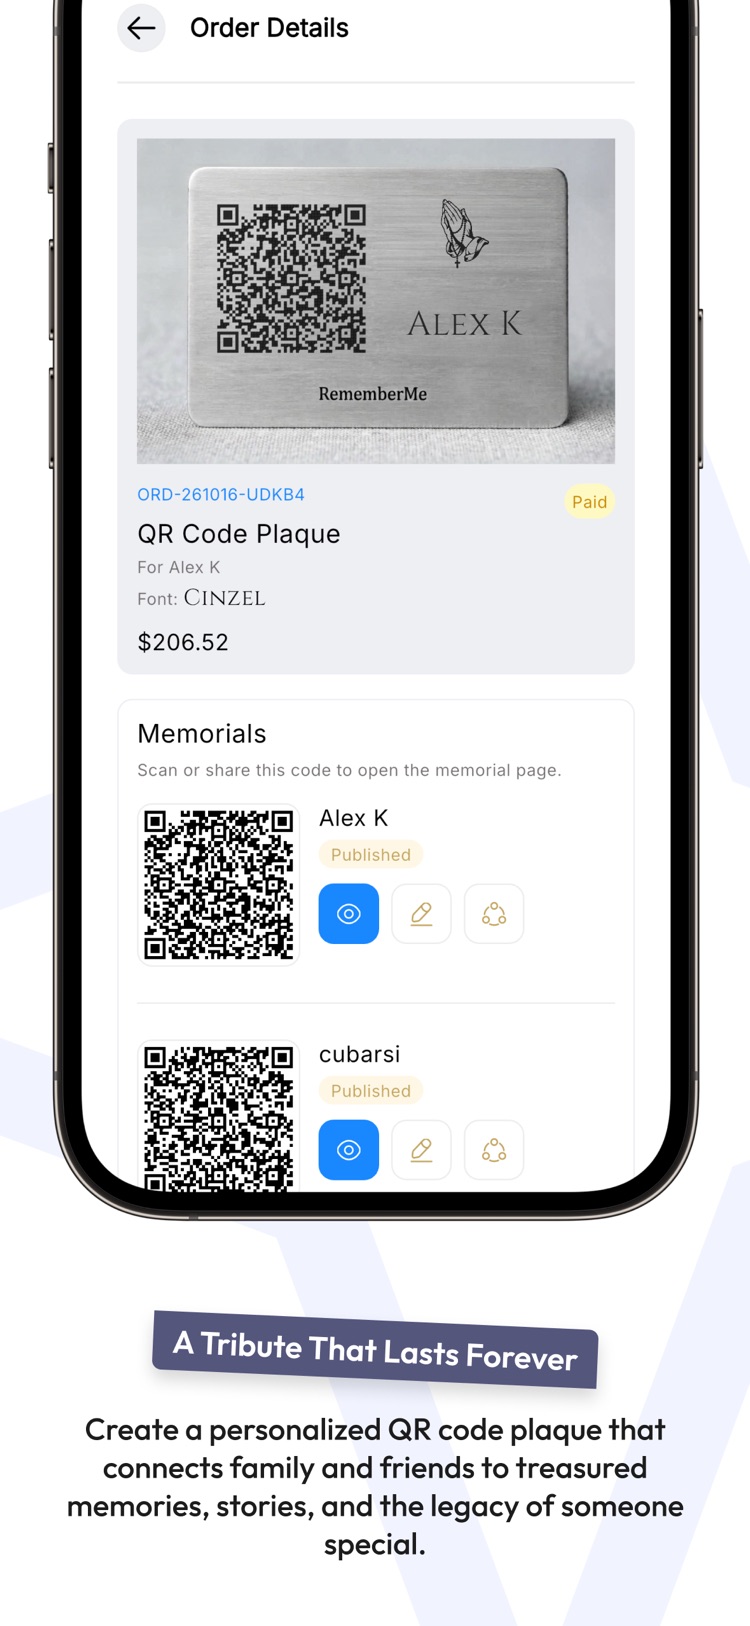 Order Details
ALEX K
RememberMe
ORD-261016-UDKB4
Paid
QR Code Plaque
For Alex K
Font: CINZEL
$206.52
Memorials
Scan or share this code to open the memorial page.
Alex K
Published
cubarsi
Published
A Tribute That Lasts Forever
Create a personalized QR code plaque that
connects family and friends to treasured
memories, stories, and the legacy of someone
special.